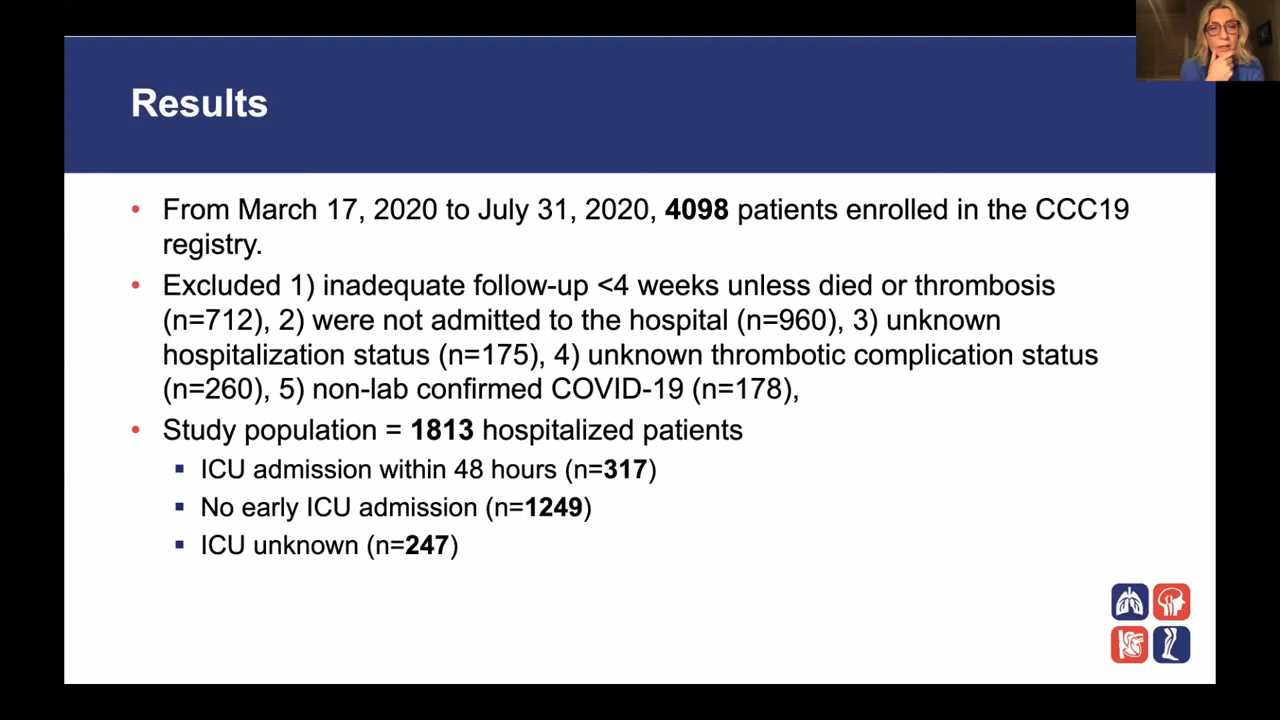 Results
• From March 17, 2020 to July 31, 2020, 4098 patients enrolled in the CCC19
registry.
• Excluded 1) inadequate follow-up <4 weeks unless died or thrombosis
(n=712), 2) were not admitted to the hospital (n=960), 3) unknown
hospitalization status (n=175), 4) unknown thrombotic complication status
(n=260), 5) non-lab confirmed COVID-19 (n=178),
• Study population = 1813 hospitalized patients
▪ ICU admission within 48 hours (n=317)
▪ No early ICU admission (n=1249)
▪ ICU unknown (n=247)